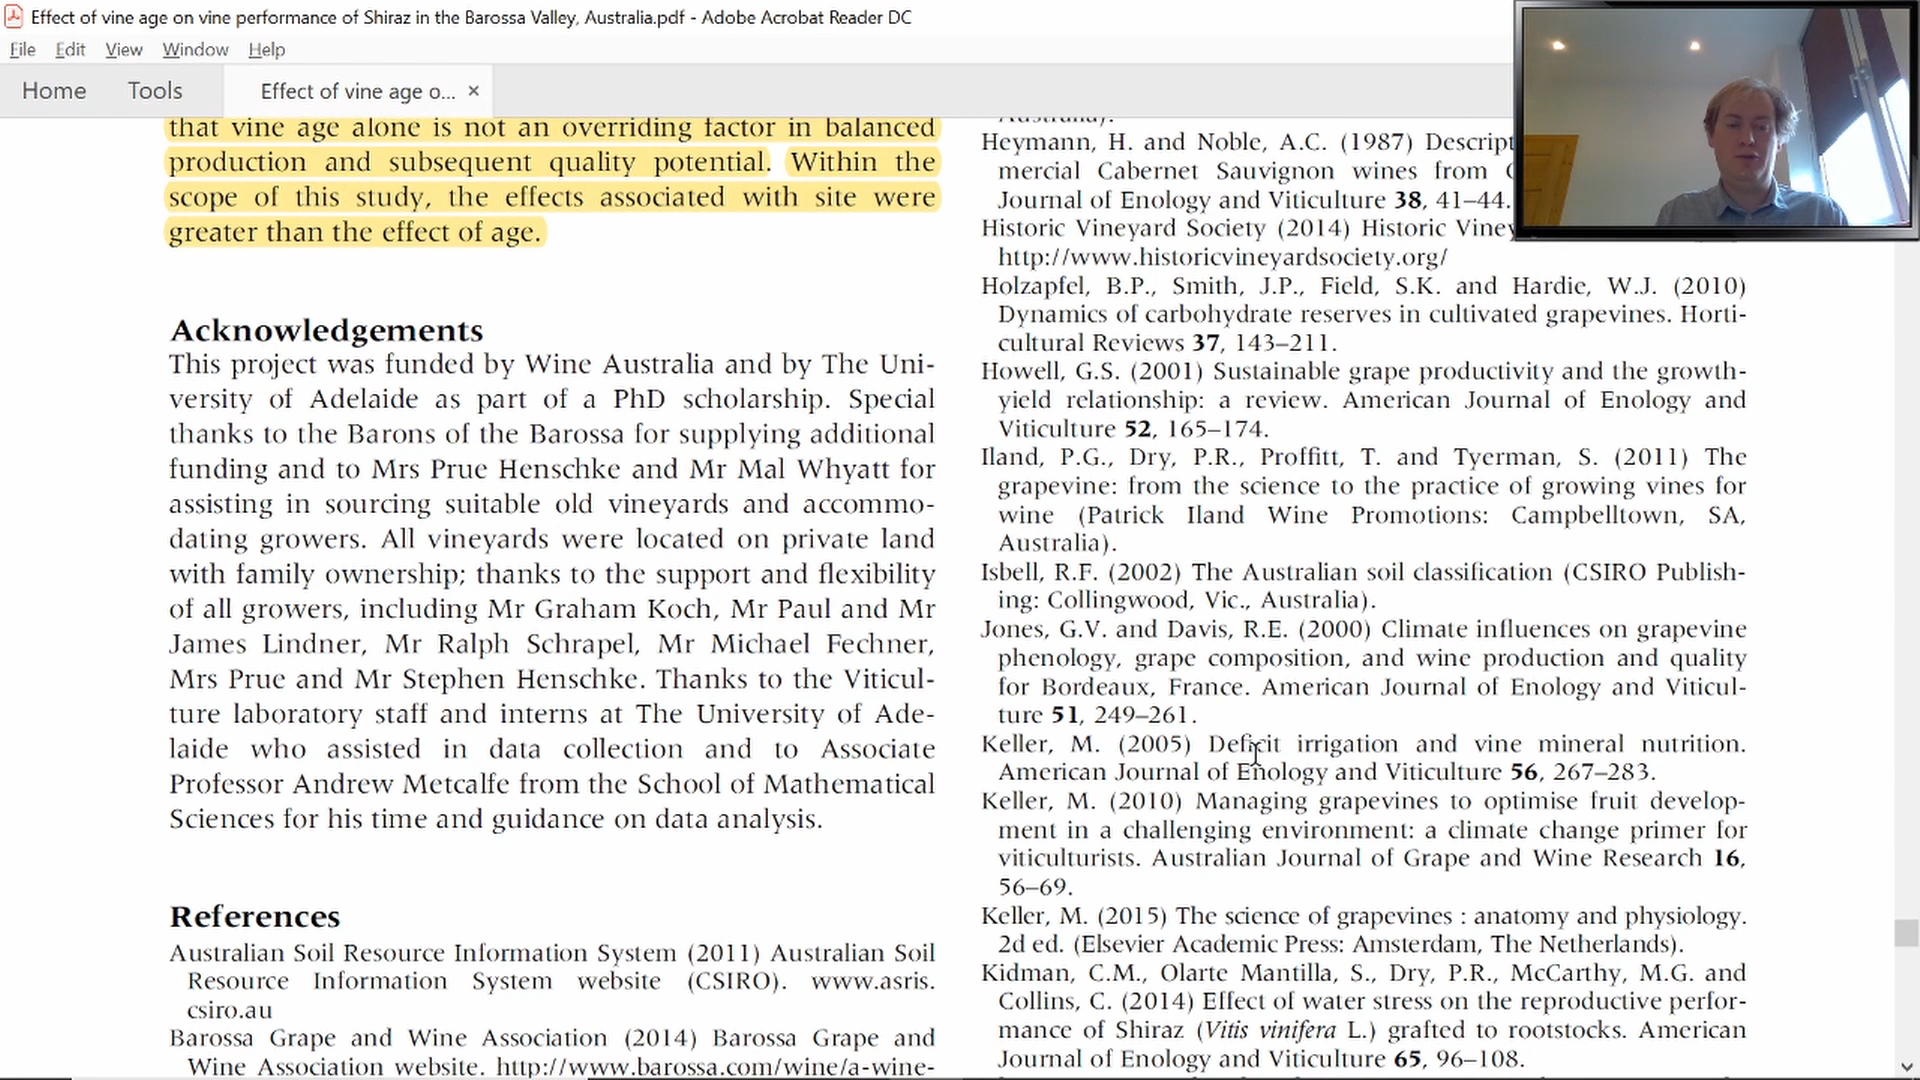 Effect of vine age on vine performance of Shiraz in the Barossa Valley, Australia.pdf - Adobe Acrobat Reader DC
File Edit View Window Help
Home Tools Effect of vine age o... ×
that vine age alone is not an overriding factor in balanced
production and subsequent quality potential. Within the
scope of this study, the effects associated with site were
greater than the effect of age.
Acknowledgements
This project was funded by Wine Australia and by The Uni-
versity of Adelaide as part of a PhD scholarship. Special
thanks to the Barons of the Barossa for supplying additional
funding and to Mrs Prue Henschke and Mr Mal Whyatt for
assisting in sourcing suitable old vineyards and accommo-
dating growers. All vineyards were located on private land
with family ownership; thanks to the support and flexibility
of all growers, including Mr Graham Koch, Mr Paul and Mr
James Lindner, Mr Ralph Schrapel, Mr Michael Fechner,
Mrs Prue and Mr Stephen Henschke. Thanks to the Viticul-
ture laboratory staff and interns at The University of Ade-
laide who assisted in data collection and to Associate
Professor Andrew Metcalfe from the School of Mathematical
Sciences for his time and guidance on data analysis.
References
Australian Soil Resource Information System (2011) Australian Soil
Resource Information System website (CSIRO). www.asris.
csiro.au
Barossa Grape and Wine Association (2014) Barossa Grape and
Wine Association website. http://www.barossa.com/wine/a-wine-
Australia).
Heymann, H. and Noble, A.C. (1987) Descript
mercial Cabernet Sauvignon wines from
Journal of Enology and Viticulture 38, 41–44.
Historic Vineyard Society (2014) Historic Viney
http://www.historicvineyardsociety.org/
Holzapfel, B.P., Smith, J.P., Field, S.K. and Hardie, W.J. (2010)
Dynamics of carbohydrate reserves in cultivated grapevines. Horti-
cultural Reviews 37, 143–211.
Howell, G.S. (2001) Sustainable grape productivity and the growth-
yield relationship: a review. American Journal of Enology and
Viticulture 52, 165–174.
Iland, P.G., Dry, P.R., Proffitt, T. and Tyerman, S. (2011) The
grapevine: from the science to the practice of growing vines for
wine (Patrick Iland Wine Promotions: Campbelltown, SA,
Australia).
Isbell, R.F. (2002) The Australian soil classification (CSIRO Publish-
ing: Collingwood, Vic., Australia).
Jones, G.V. and Davis, R.E. (2000) Climate influences on grapevine
phenology, grape composition, and wine production and quality
for Bordeaux, France. American Journal of Enology and Viticul-
ture 51, 249–261.
Keller, M. (2005) Deficit irrigation and vine mineral nutrition.
American Journal of Enology and Viticulture 56, 267–283.
Keller, M. (2010) Managing grapevines to optimise fruit develop-
ment in a challenging environment: a climate change primer for
viticulturists. Australian Journal of Grape and Wine Research 16,
56–69.
Keller, M. (2015) The science of grapevines : anatomy and physiology.
2d ed. (Elsevier Academic Press: Amsterdam, The Netherlands).
Kidman, C.M., Olarte Mantilla, S., Dry, P.R., McCarthy, M.G. and
Collins, C. (2014) Effect of water stress on the reproductive perfor-
mance of Shiraz (Vitis vinifera L.) grafted to rootstocks. American
Journal of Enology and Viticulture 65, 96–108.